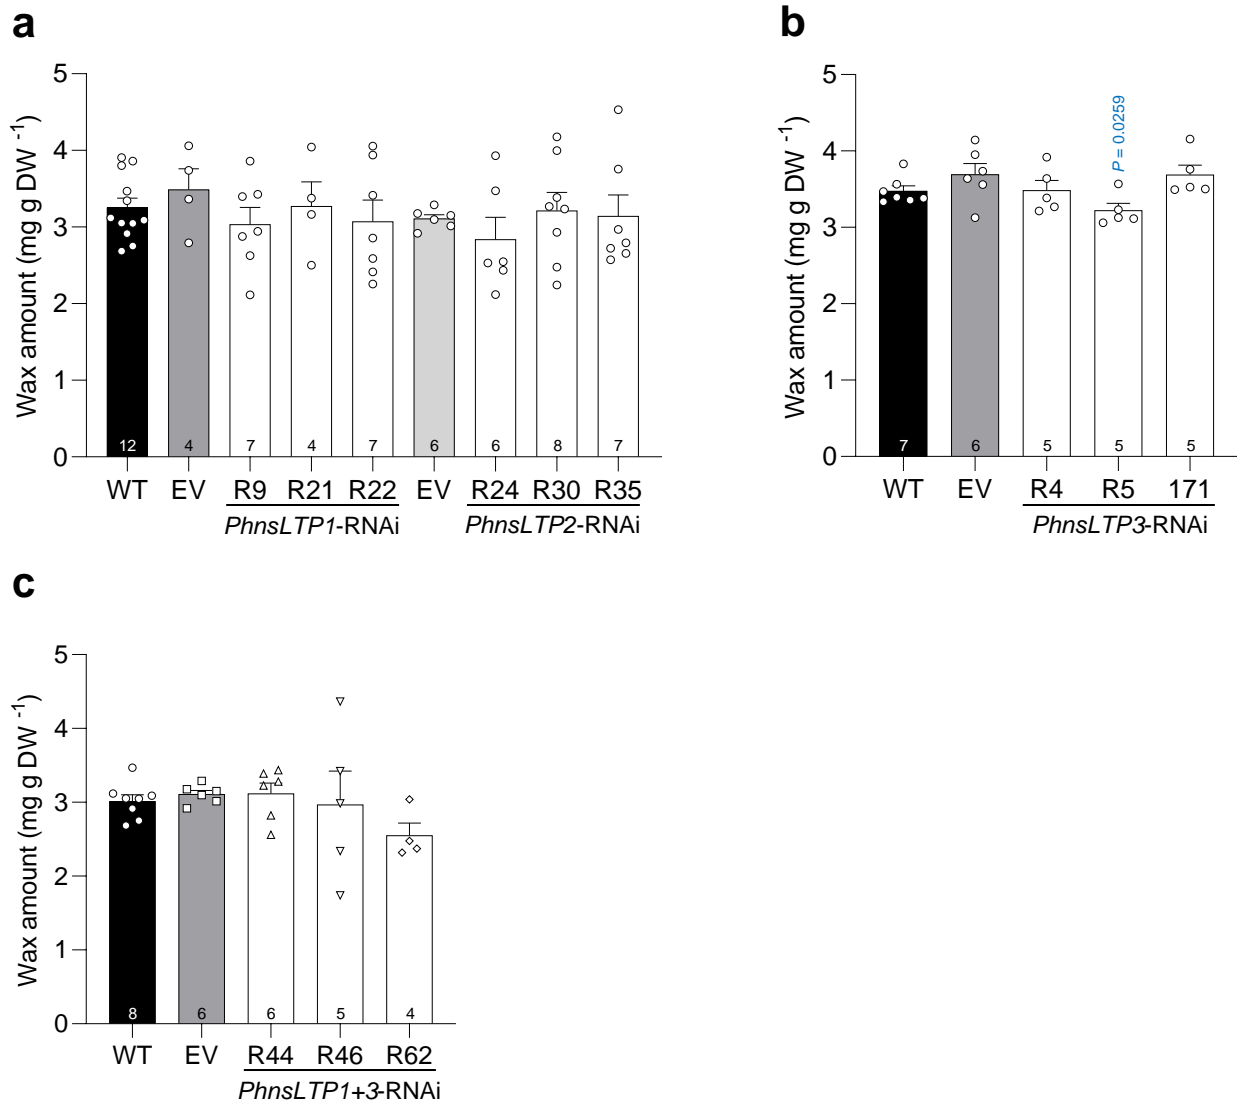 a
5
4
3
2
1
0
Wax amount (mg g DW -1)
12 4 7 4 7 6 6 8 7
WT EV R9 R21 R22 EV R24 R30 R35
PhnsLTP1-RNAi PhnsLTP2-RNAi
b
5
4
3
2
1
0
Wax amount (mg g DW -1)
P = 0.0259
7 6 5 5 5
WT EV R4 R5 171
PhnsLTP3-RNAi
c
5
4
3
2
1
0
Wax amount (mg g DW -1)
8 6 6 5 4
WT EV R44 R46 R62
PhnsLTP1+3-RNAi